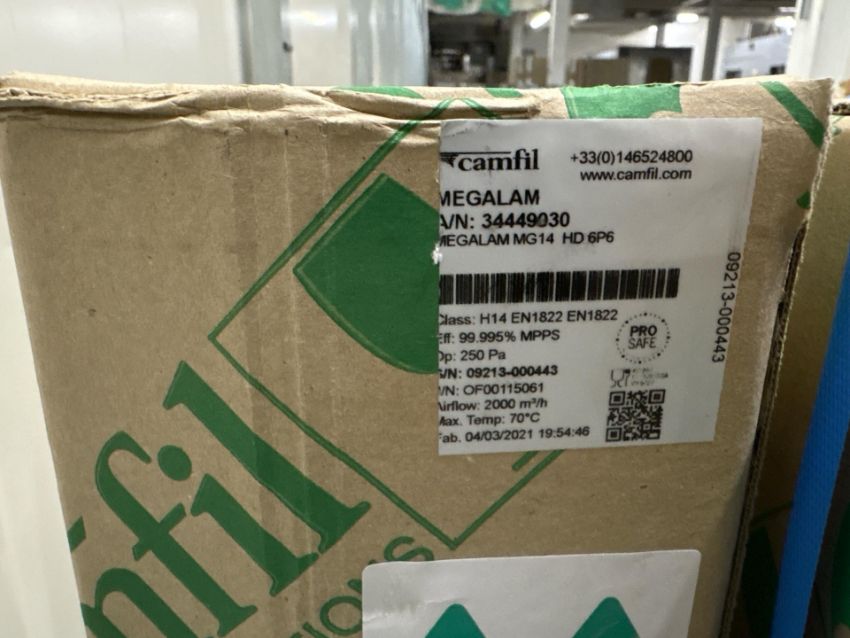 camfil
+33(0)146524800
www.camfil.com
MEGALAM
A/N: 34449030
MEGALAM MG14 HD 6P6
Class: H14 EN1822 EN1822
Eff: 99.995% MPPS
Dp: 250 Pa
S/N: 09213-000443
/N: OF00115061
Airflow: 2000 m³/h
Max. Temp: 70°C
Fab. 04/03/2021 19:54:46
PRO
SAFE
09213-000443
mfil
IONS